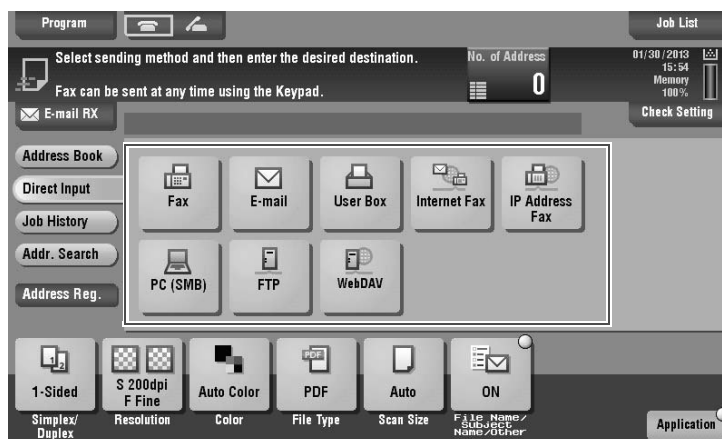 Program
Job List
Select sending method and then enter the desired destination.
No. of Address
01/30/2013
15:54
Memory
100%
Fax can be sent at any time using the Keypad.
0
E-mail RX
Check Setting
Address Book
Direct Input
Job History
Addr. Search
Address Reg.
Fax
E-mail
User Box
Internet Fax
IP Address
Fax
PC (SMB)
FTP
WebDAV
1 2
1-Sided
S 200dpi
F Fine
Auto Color
PDF
PDF
Auto
ON
Simplex/
Duplex
Resolution
Color
File Type
Scan Size
File Name/
Subject
Name/Other
Application